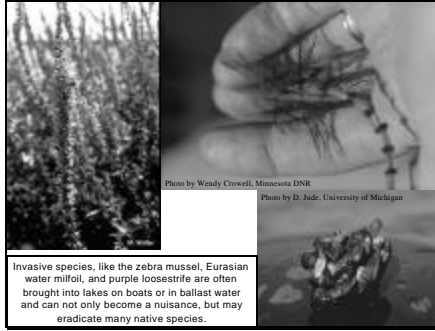 Photo by Wendy Crowell, Minnesota DNR
Photo by D. Jude, University of Michigan
Invasive species, like the zebra mussel, Eurasian
water milfoil, and purple loosestrife are often
brought into lakes on boats or in ballast water
and can not only become a nuisance, but may
eradicate many native species.